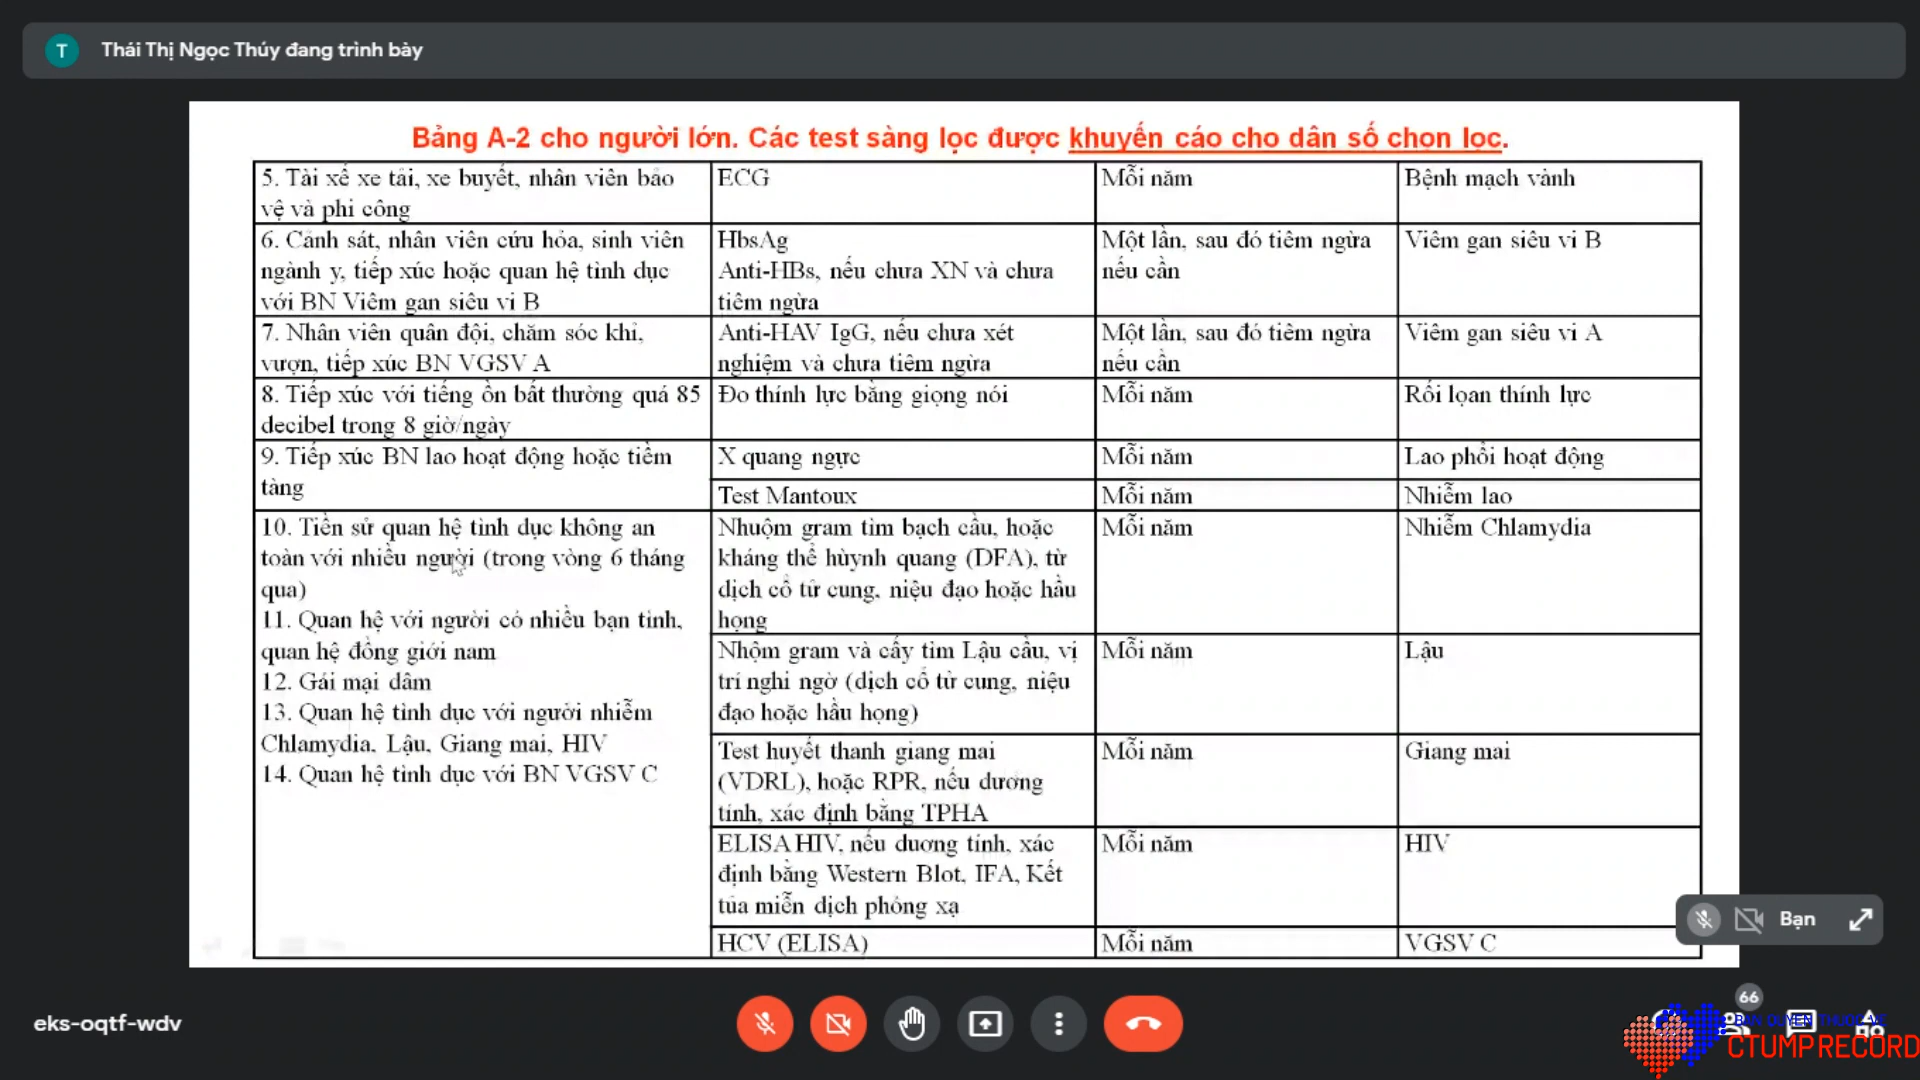 T Thái Thị Ngọc Thúy đang trình bày
Bảng A-2 cho người lớn. Các test sàng lọc được khuyến cáo cho dân số chọn lọc.
5. Tài xế xe tải, xe buyết, nhân viên bảo
vệ và phi công
ECG
Mỗi năm
Bệnh mạch vành
6. Cảnh sát, nhân viên cứu hỏa, sinh viên
ngành y, tiếp xúc hoặc quan hệ tình dục
với BN Viêm gan siêu vi B
HbsAg
Anti-HBs, nếu chưa XN và chưa
tiêm ngừa
Một lần, sau đó tiêm ngừa
nếu cần
Viêm gan siêu vi B
7. Nhân viên quân đội, chăm sóc khỉ,
vượn, tiếp xúc BN VGSV A
Anti-HAV IgG, nếu chưa xét
nghiệm và chưa tiêm ngừa
Một lần, sau đó tiêm ngừa
nếu cần
Viêm gan siêu vi A
8. Tiếp xúc với tiếng ồn bất thường quá 85
decibel trong 8 giờ/ngày
Đo thính lực bằng giọng nói
Mỗi năm
Rối lọan thính lực
9. Tiếp xúc BN lao hoạt động hoặc tiềm
tàng
X quang ngực
Mỗi năm
Lao phổi hoạt động
Test Mantoux
Mỗi năm
Nhiễm lao
10. Tiền sử quan hệ tình dục không an
toàn với nhiều người (trong vòng 6 tháng
qua)
11. Quan hệ với người có nhiều bạn tình,
quan hệ đồng giới nam
12. Gái mại dâm
13. Quan hệ tình dục với người nhiễm
Chlamydia, Lậu, Giang mai, HIV
14. Quan hệ tình dục với BN VGSV C
Nhuộm gram tìm bạch cầu, hoặc
kháng thể hùynh quang (DFA), từ
dịch cổ tử cung, niệu đạo hoặc hầu
họng
Mỗi năm
Nhiễm Chlamydia
Nhộm gram và cấy tìm Lậu cầu, vị
trí nghi ngờ (dịch cổ tử cung, niệu
đạo hoặc hầu họng)
Mỗi năm
Lậu
Test huyết thanh giang mai
(VDRL), hoặc RPR, nếu dương
tính, xác định bằng TPHA
Mỗi năm
Giang mai
ELISA HIV, nếu duơng tính, xác
định bằng Western Blot, IFA, Kết
tủa miễn dịch phóng xạ
Mỗi năm
HIV
HCV (ELISA)
Mỗi năm
VGSV C
Bạn
eks-oqtf-wdv
66
BẢN QUYỀN THUỘC VỀ
CTUMP RECORD